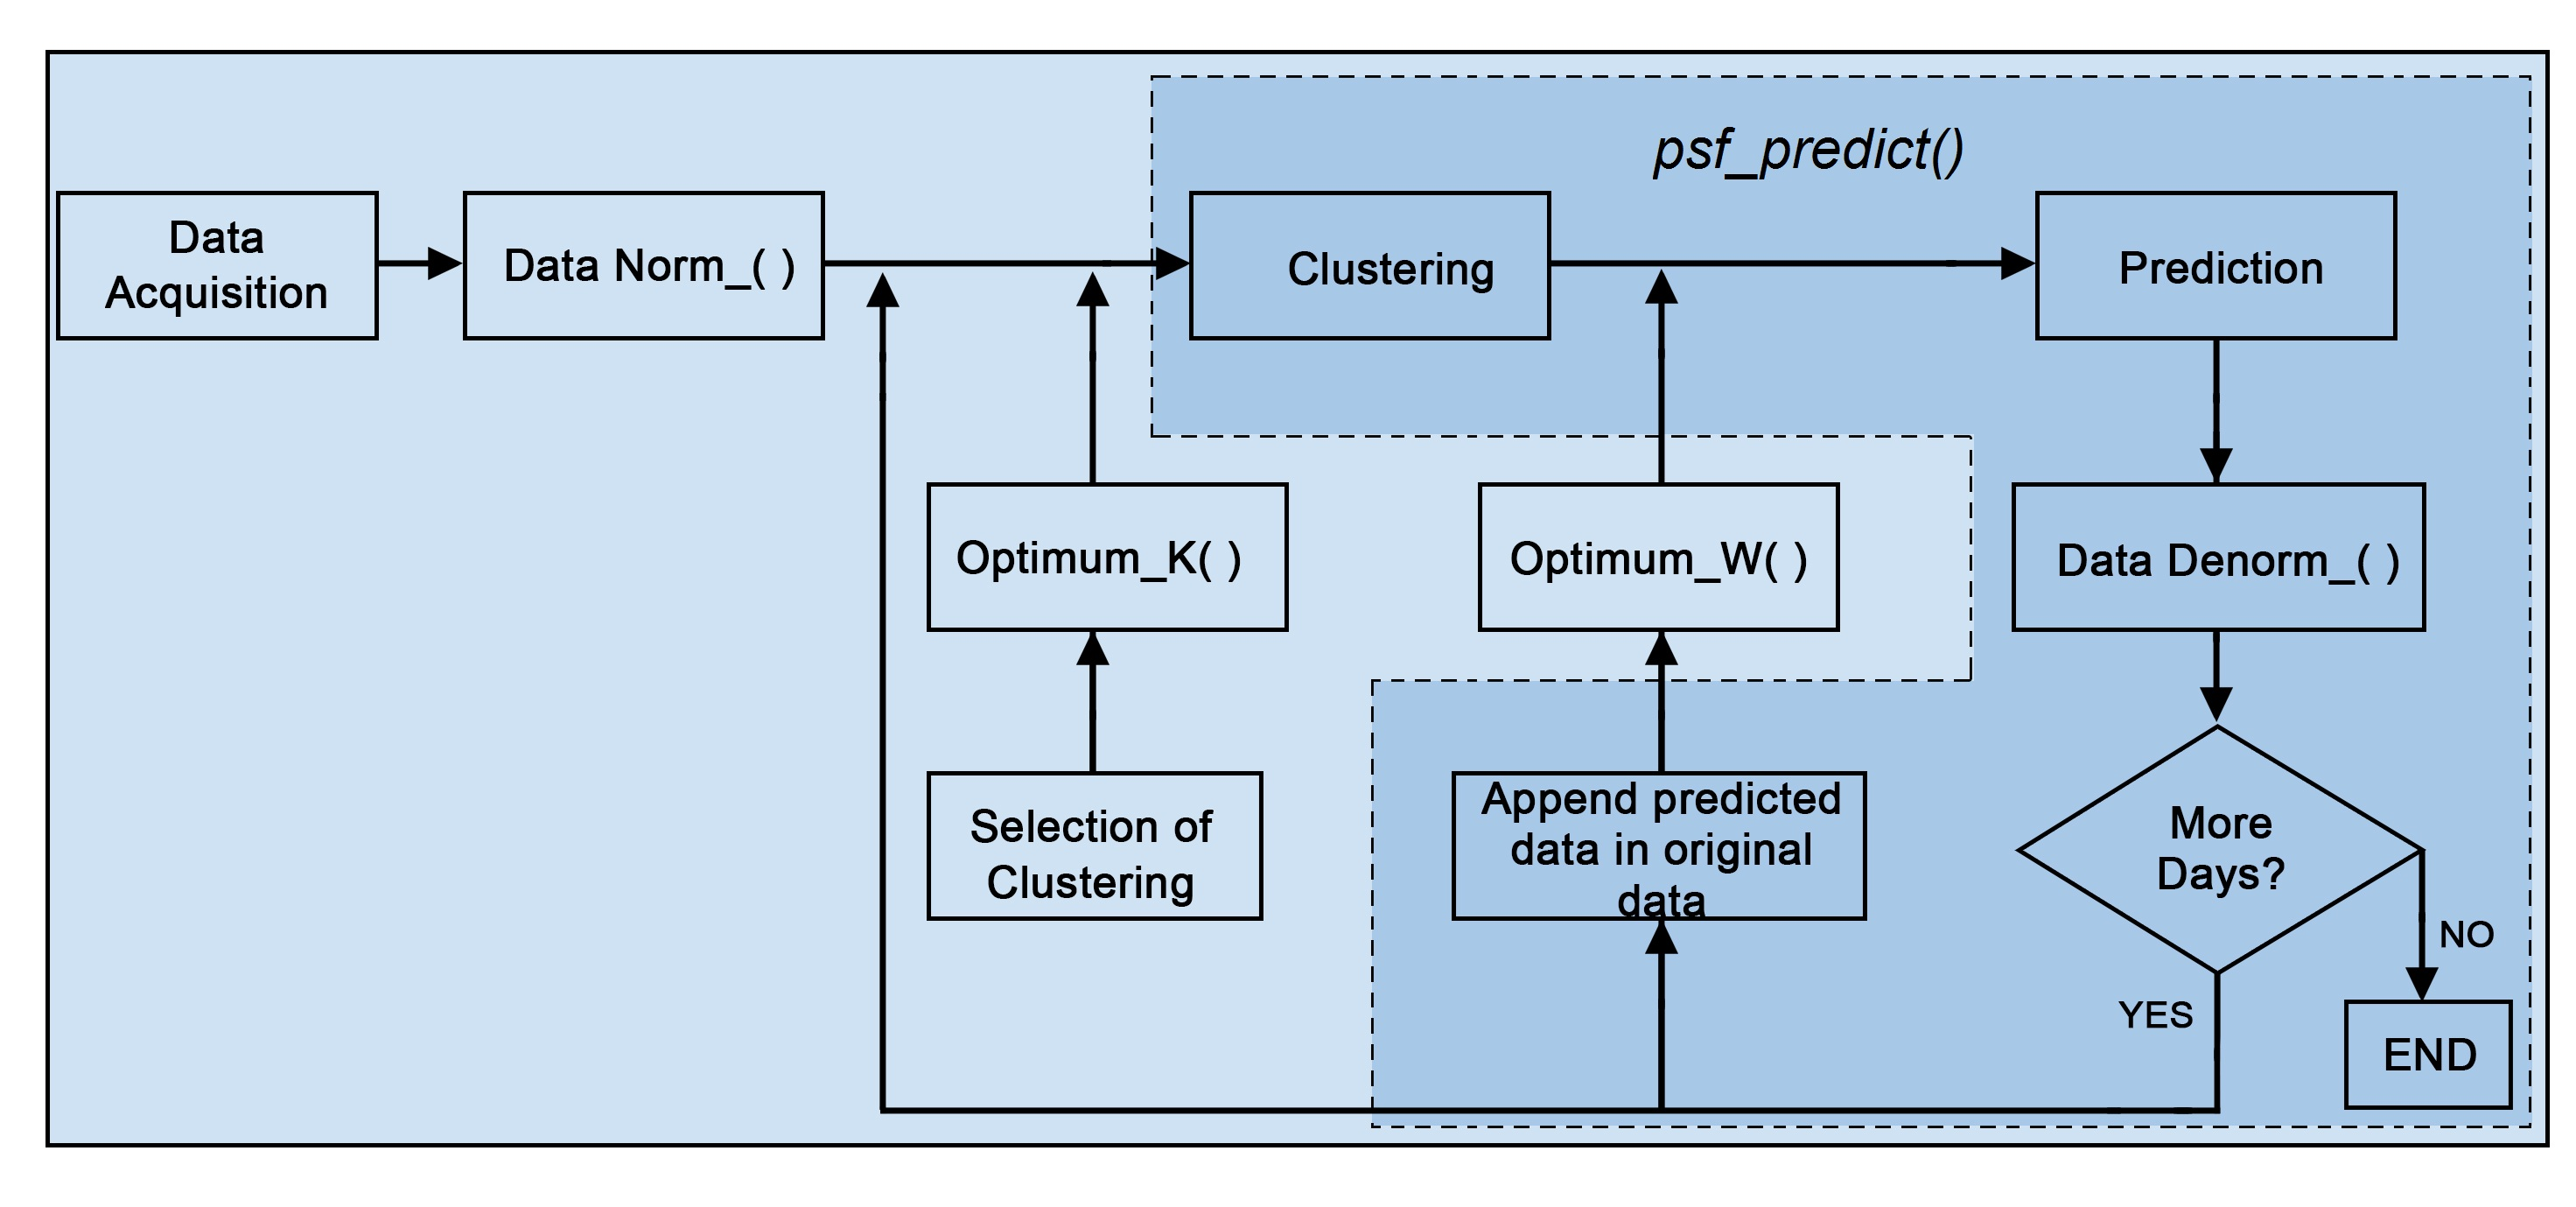 psf_predict()
Data
Acquisition
Data Norm_( )
Clustering
Prediction
Optimum_K( )
Optimum_W( )
Data Denorm_( )
Selection of
Clustering
Append predicted
data in original
data
More
Days?
NO
YES
END